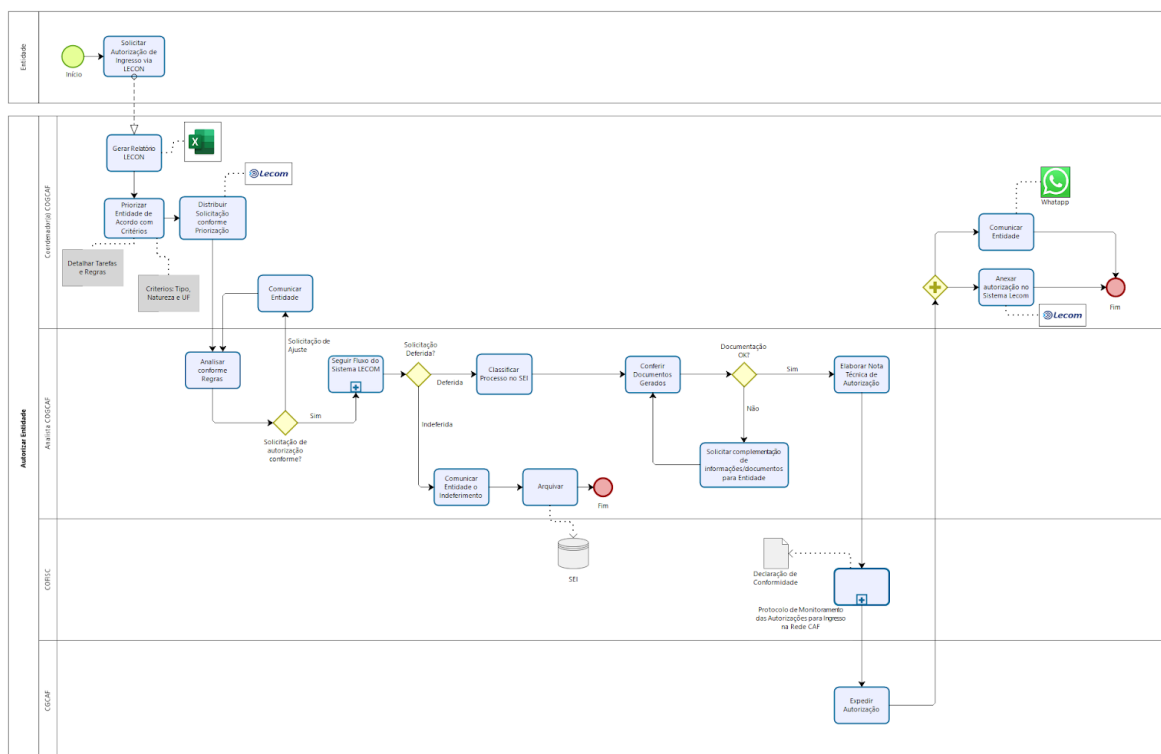 Entidade
Início
Solicitar
Autorização de
Ingresso via
LECON
Autorizar Entidade
Coordenador(a) COGCAF
Gerar Relatório
LECON
X
Lecom
Priorizar
Entidade de
Acordo com
Critérios
Distribuir
Solicitação
conforme
Priorização
Detalhar Tarefas
e Regras
Criterios: Tipo,
Natureza e UF
Comunicar
Entidade
Whatapp
Comunicar
Entidade
Anexar
autorização no
Sistema Lecom
Lecom
Fim
Analista COGCAF
Analisar
conforme
Regras
Solicitação de
Ajuste
Solicitação de
autorização
conforme?
Sim
Seguir Fluxo do
Sistema LECOM
Solicitação
Deferida?
Deferida
Indeferida
Classificar
Processo no SEI
Conferir
Documentos
Gerados
Documentação
OK?
Sim
Não
Elaborar Nota
Técnica de
Autorização
Solicitar complementação
de
informações/documentos
para Entidade
Comunicar
Entidade o
Indeferimento
Arquivar
Fim
SEI
Declaração de
Conformidade
Protocolo de Monitoramento
das Autorizações para Ingresso
na Rede CAF
CGCAF
Expedir
Autorização